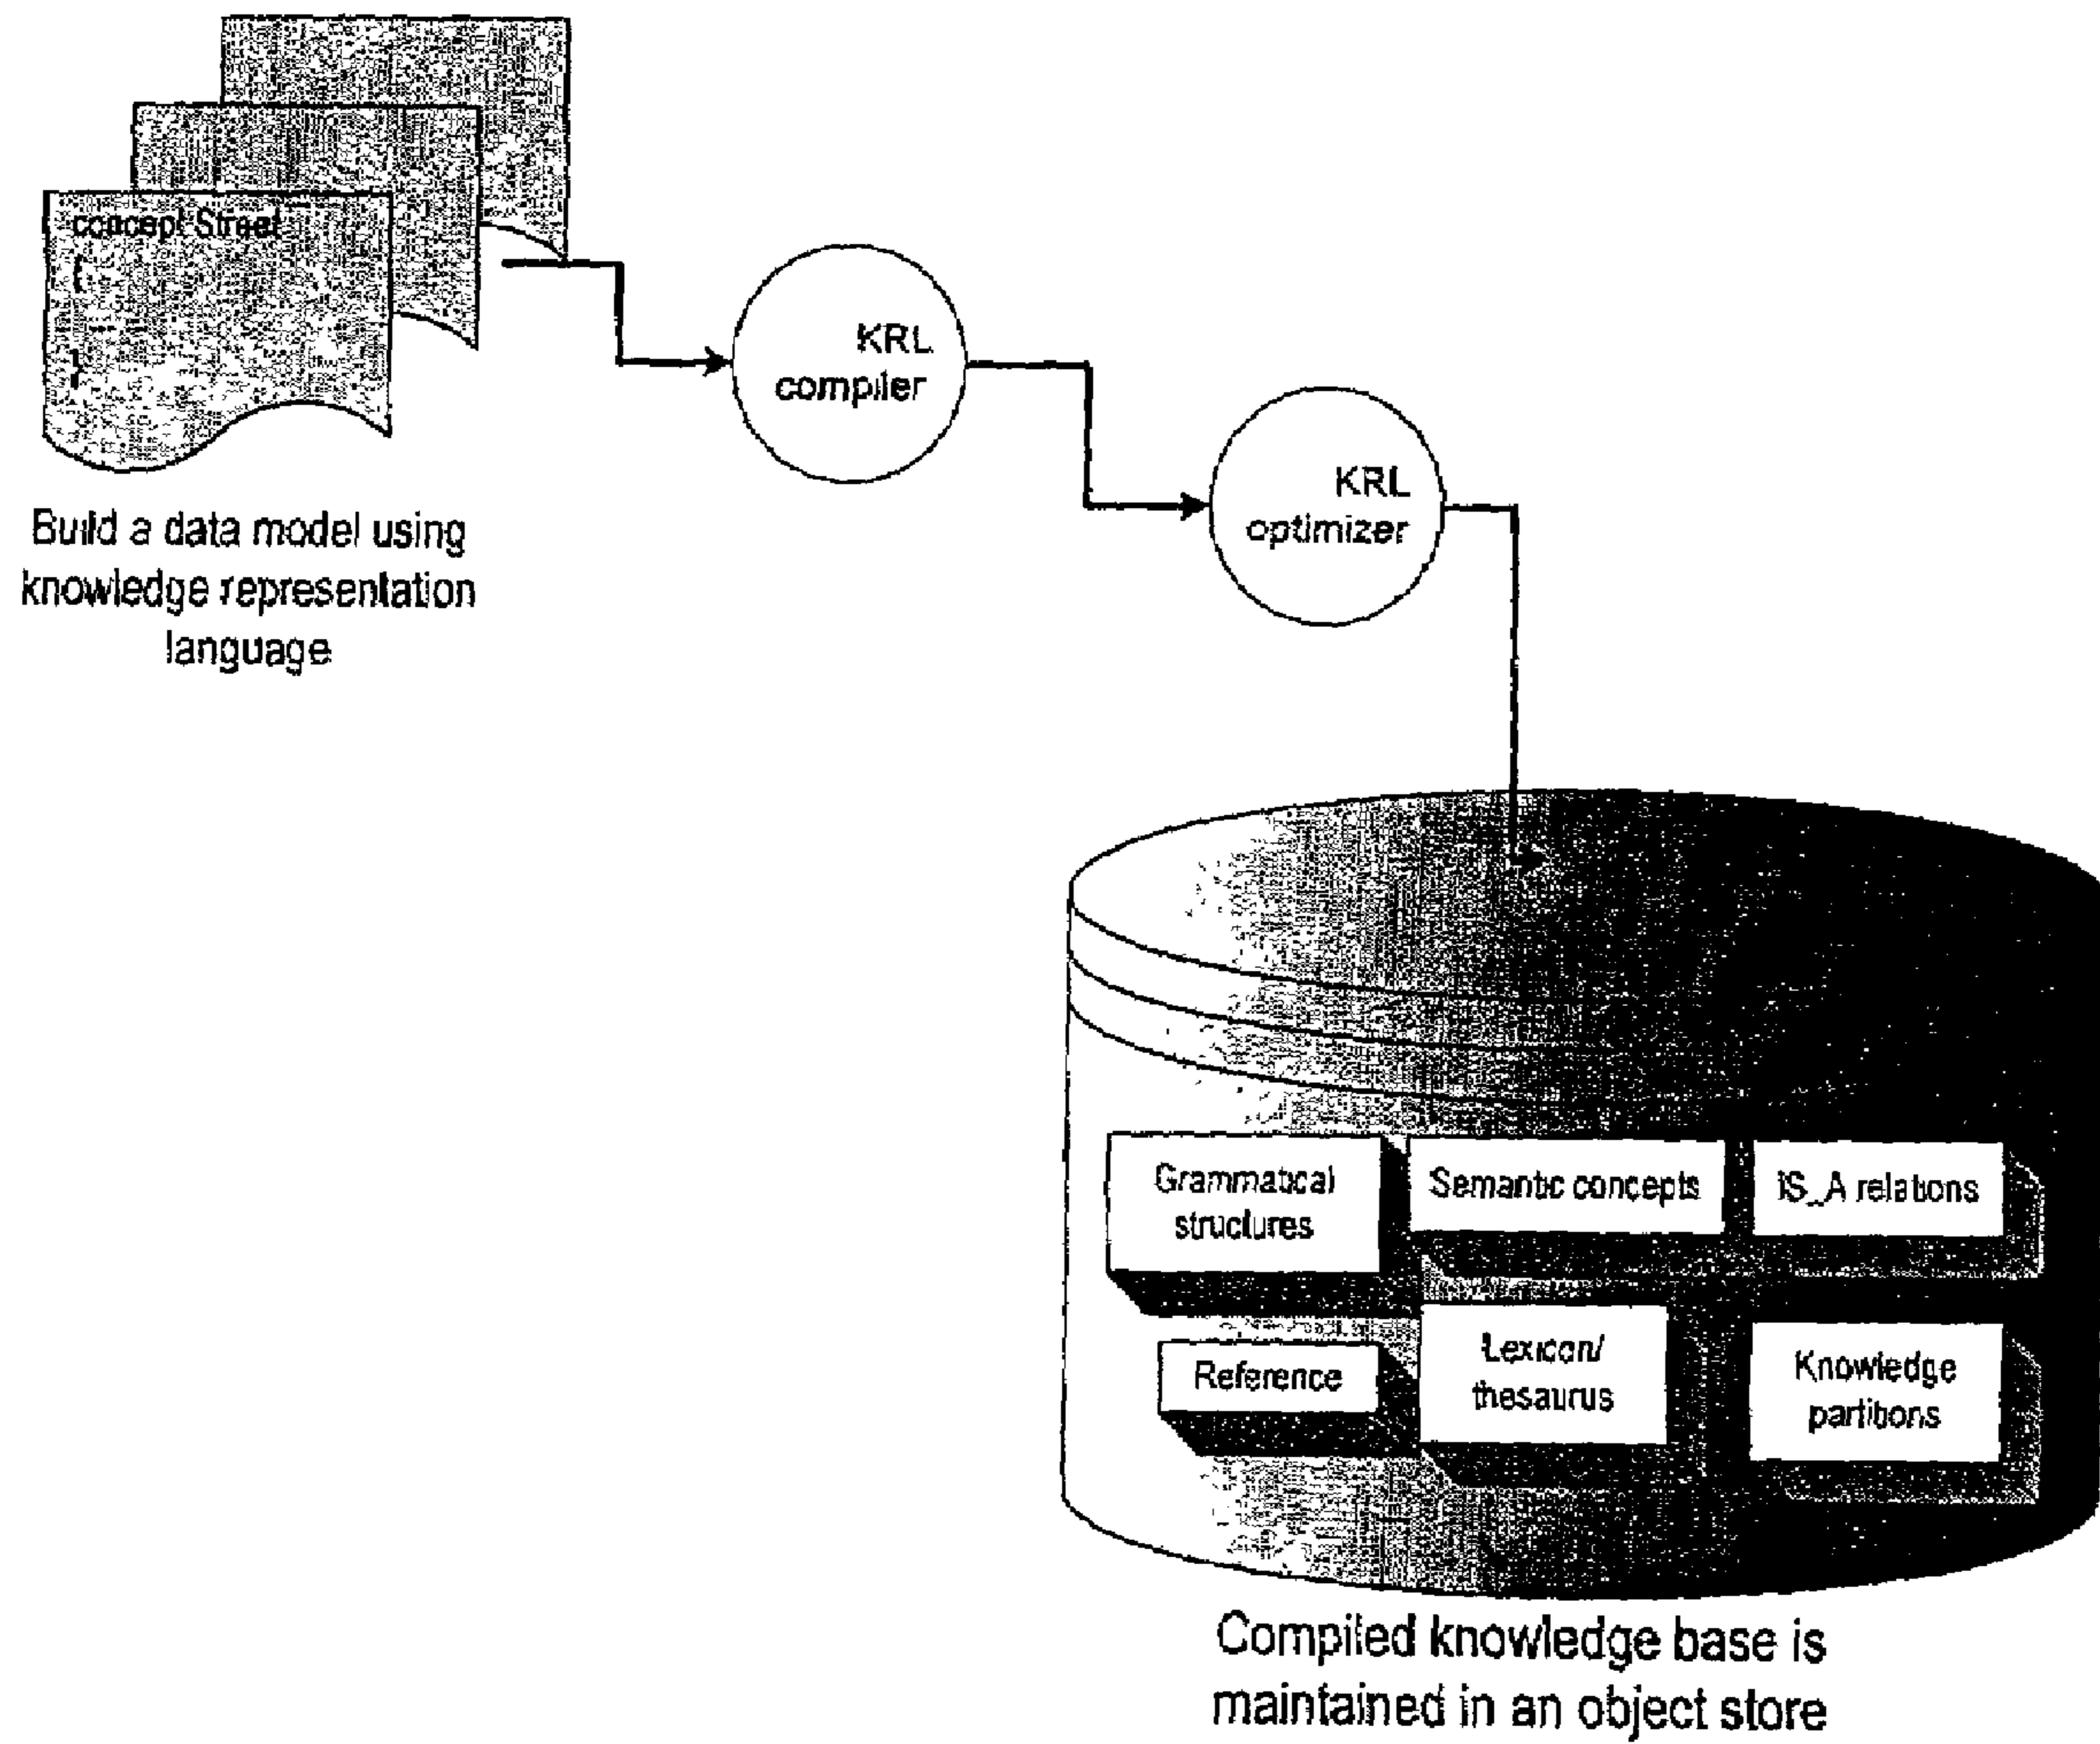 concept Street
{
}
Build a data model using
knowledge representation
language
KRL
compiler
KRL
optimizer
Grammatical
structures
Semantic concepts
IS_A relations
Reference
Lexicon/
thesaurus
Knowledge
partitions
Compiled knowledge base is
maintained in an object store